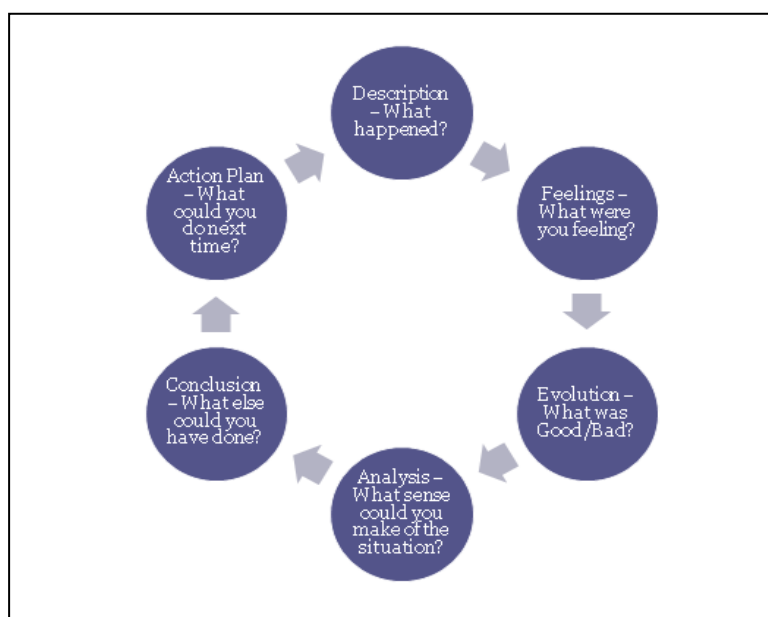 Description
– What
happened?
Feelings –
What were
you feeling?
Evolution –
What was
Good/Bad?
Analysis –
What sense
could you
make of the
situation?
Conclusion
– What else
could you
have done?
Action Plan
– What
could you
do next
time?